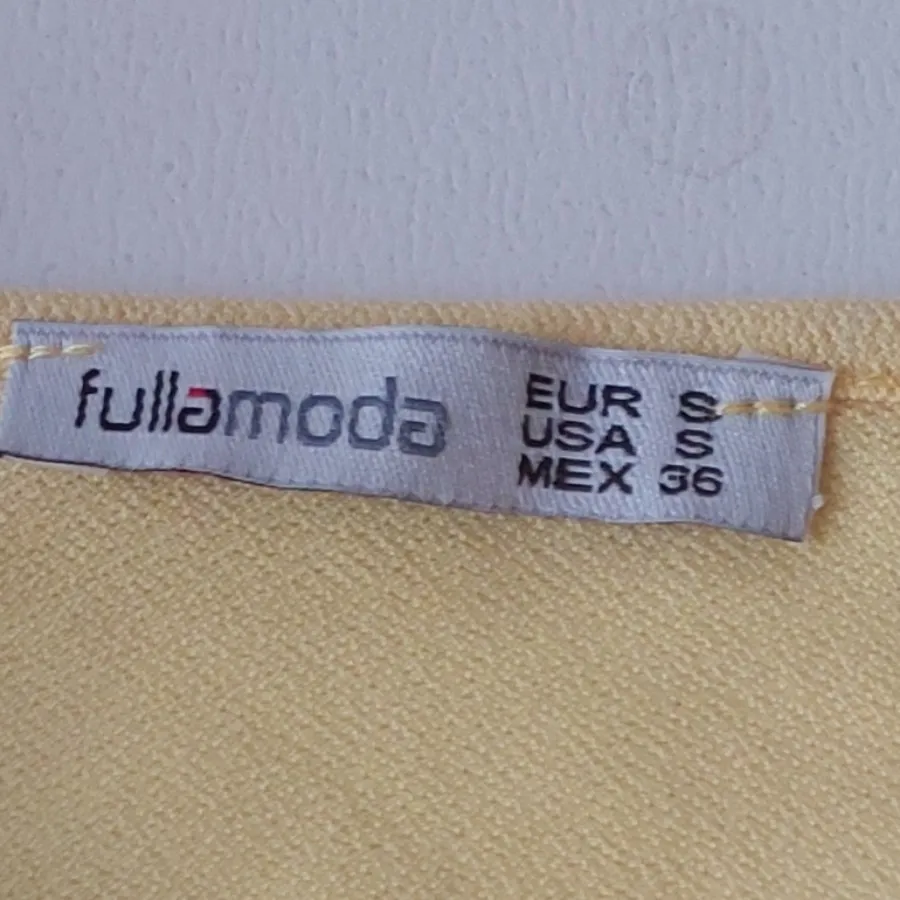 fullamoda
EUR S
USA S
MEX 36